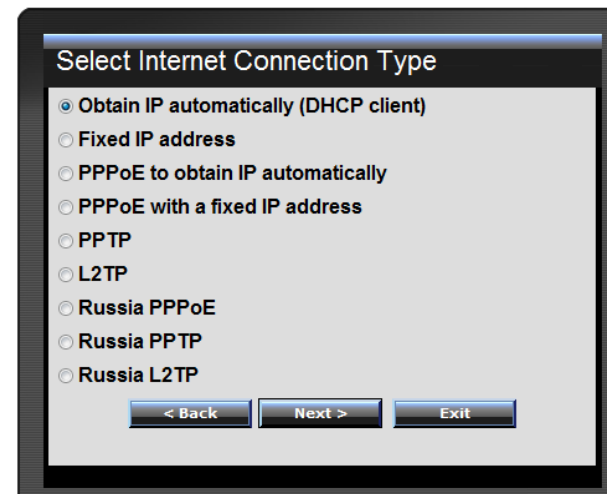 Select Internet Connection Type
Obtain IP automatically (DHCP client)
Fixed IP address
PPPoE to obtain IP automatically
PPPoE with a fixed IP address
PPTP
L2TP
Russia PPPoE
Russia PPTP
Russia L2TP
< Back Next > Exit